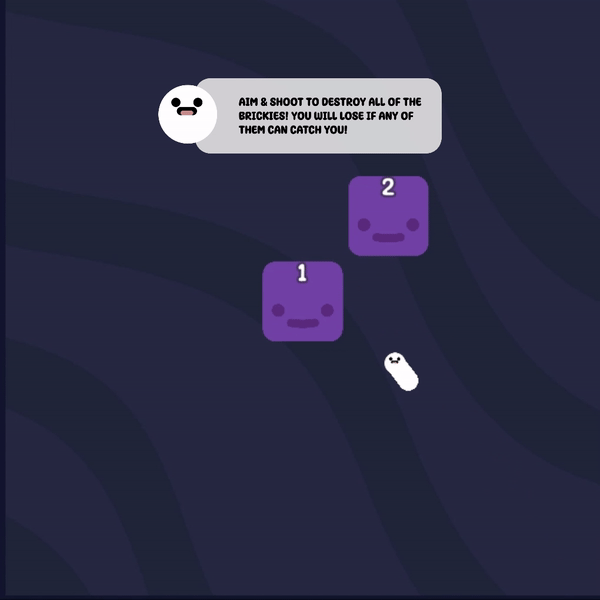 AIM & SHOOT TO DESTROY ALL OF THE
BRICKIES! YOU WILL LOSE IF ANY OF
THEM CAN CATCH YOU!
2
1